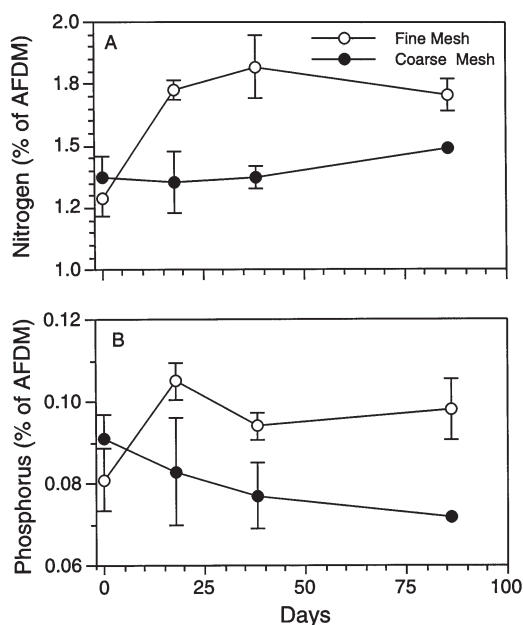 2.0
A
Fine Mesh
Coarse Mesh
1.8
1.5
1.2
1.0
Nitrogen (% of AFDM)
0.12
B
0.10
0.08
0.06
Phosphorus (% of AFDM)
0 25 50 75 100
Days